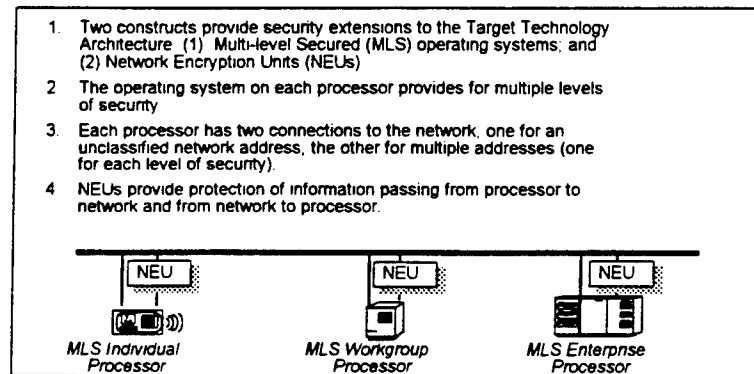 1. Two constructs provide security extensions to the Target Technology
Architecture (1) Multi-level Secured (MLS) operating systems; and
(2) Network Encryption Units (NEUs)
2 The operating system on each processor provides for multiple levels
of security
3. Each processor has two connections to the network, one for an
unclassified network address, the other for multiple addresses (one
for each level of security).
4 NEUs provide protection of information passing from processor to
network and from network to processor.
NEU NEU NEU
MLS Individual MLS Workgroup MLS Enterprise
Processor Processor Processor